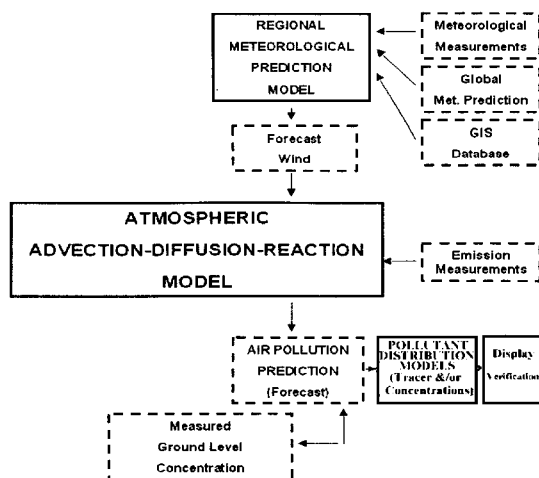 REGIONAL
METEOROLOGICAL
PREDICTION
MODEL
Meteorological
Measurements
Global
Met. Prediction
GIS
Database
Forecast
Wind
ATMOSPHERIC
ADVECTION-DIFFUSION-REACTION
MODEL
Emission
Measurements
AIR POLLUTION
PREDICTION
(Forecast)
POLLUTANT
DISTRIBUTION
MODELS
(Tracer &/or
Concentrations)
Display
Verification
Measured
Ground Level
Concentration